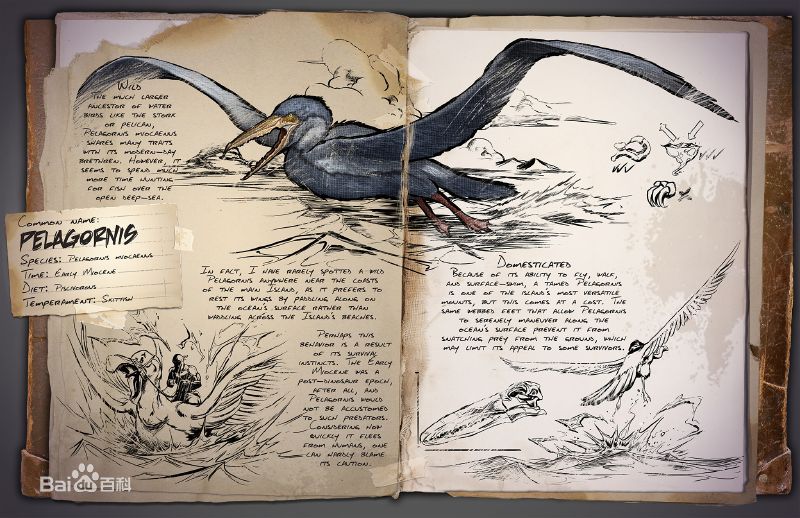 Wild
The much larger
ancestor of water
birds like the stork
or pelican,
Pelagornis miocaenus
shares many traits
with its modern-day
brethren. However, it
seems to spend much
more time hunting
for fish over the
open deep-sea.
Common name:
PELAGORNIS
Species: Pelagornis miocaenus
Time: Early Miocene
Diet: Piscivorous
Temperament: Skittish
In fact, I have rarely spotted a wild
Pelagornis anywhere near the coasts
of the main Island, as it prefers to
rest its wings by paddling along on
the ocean's surface rather than
waddling across the Island's beaches.
Perhaps this
behavior is a result
of its survival
instincts. The Early
Miocene was a
post-dinosaur epoch,
after all, and
Pelagornis would
not be accustomed
to such predators.
Considering how
quickly it flees
from humans, one
can hardly blame
its caution.
Domesticated
Because of its ability to fly, walk,
and surface-swim, a tamed Pelagornis
is one of the island's most versatile
mounts, but this comes at a cost. The
same webbed feet that allow Pelagornis
to serenely maneuver along the
ocean's surface prevent it from
snatching prey from the ground, which
may limit its appeal to some survivors.
Bai du 百科